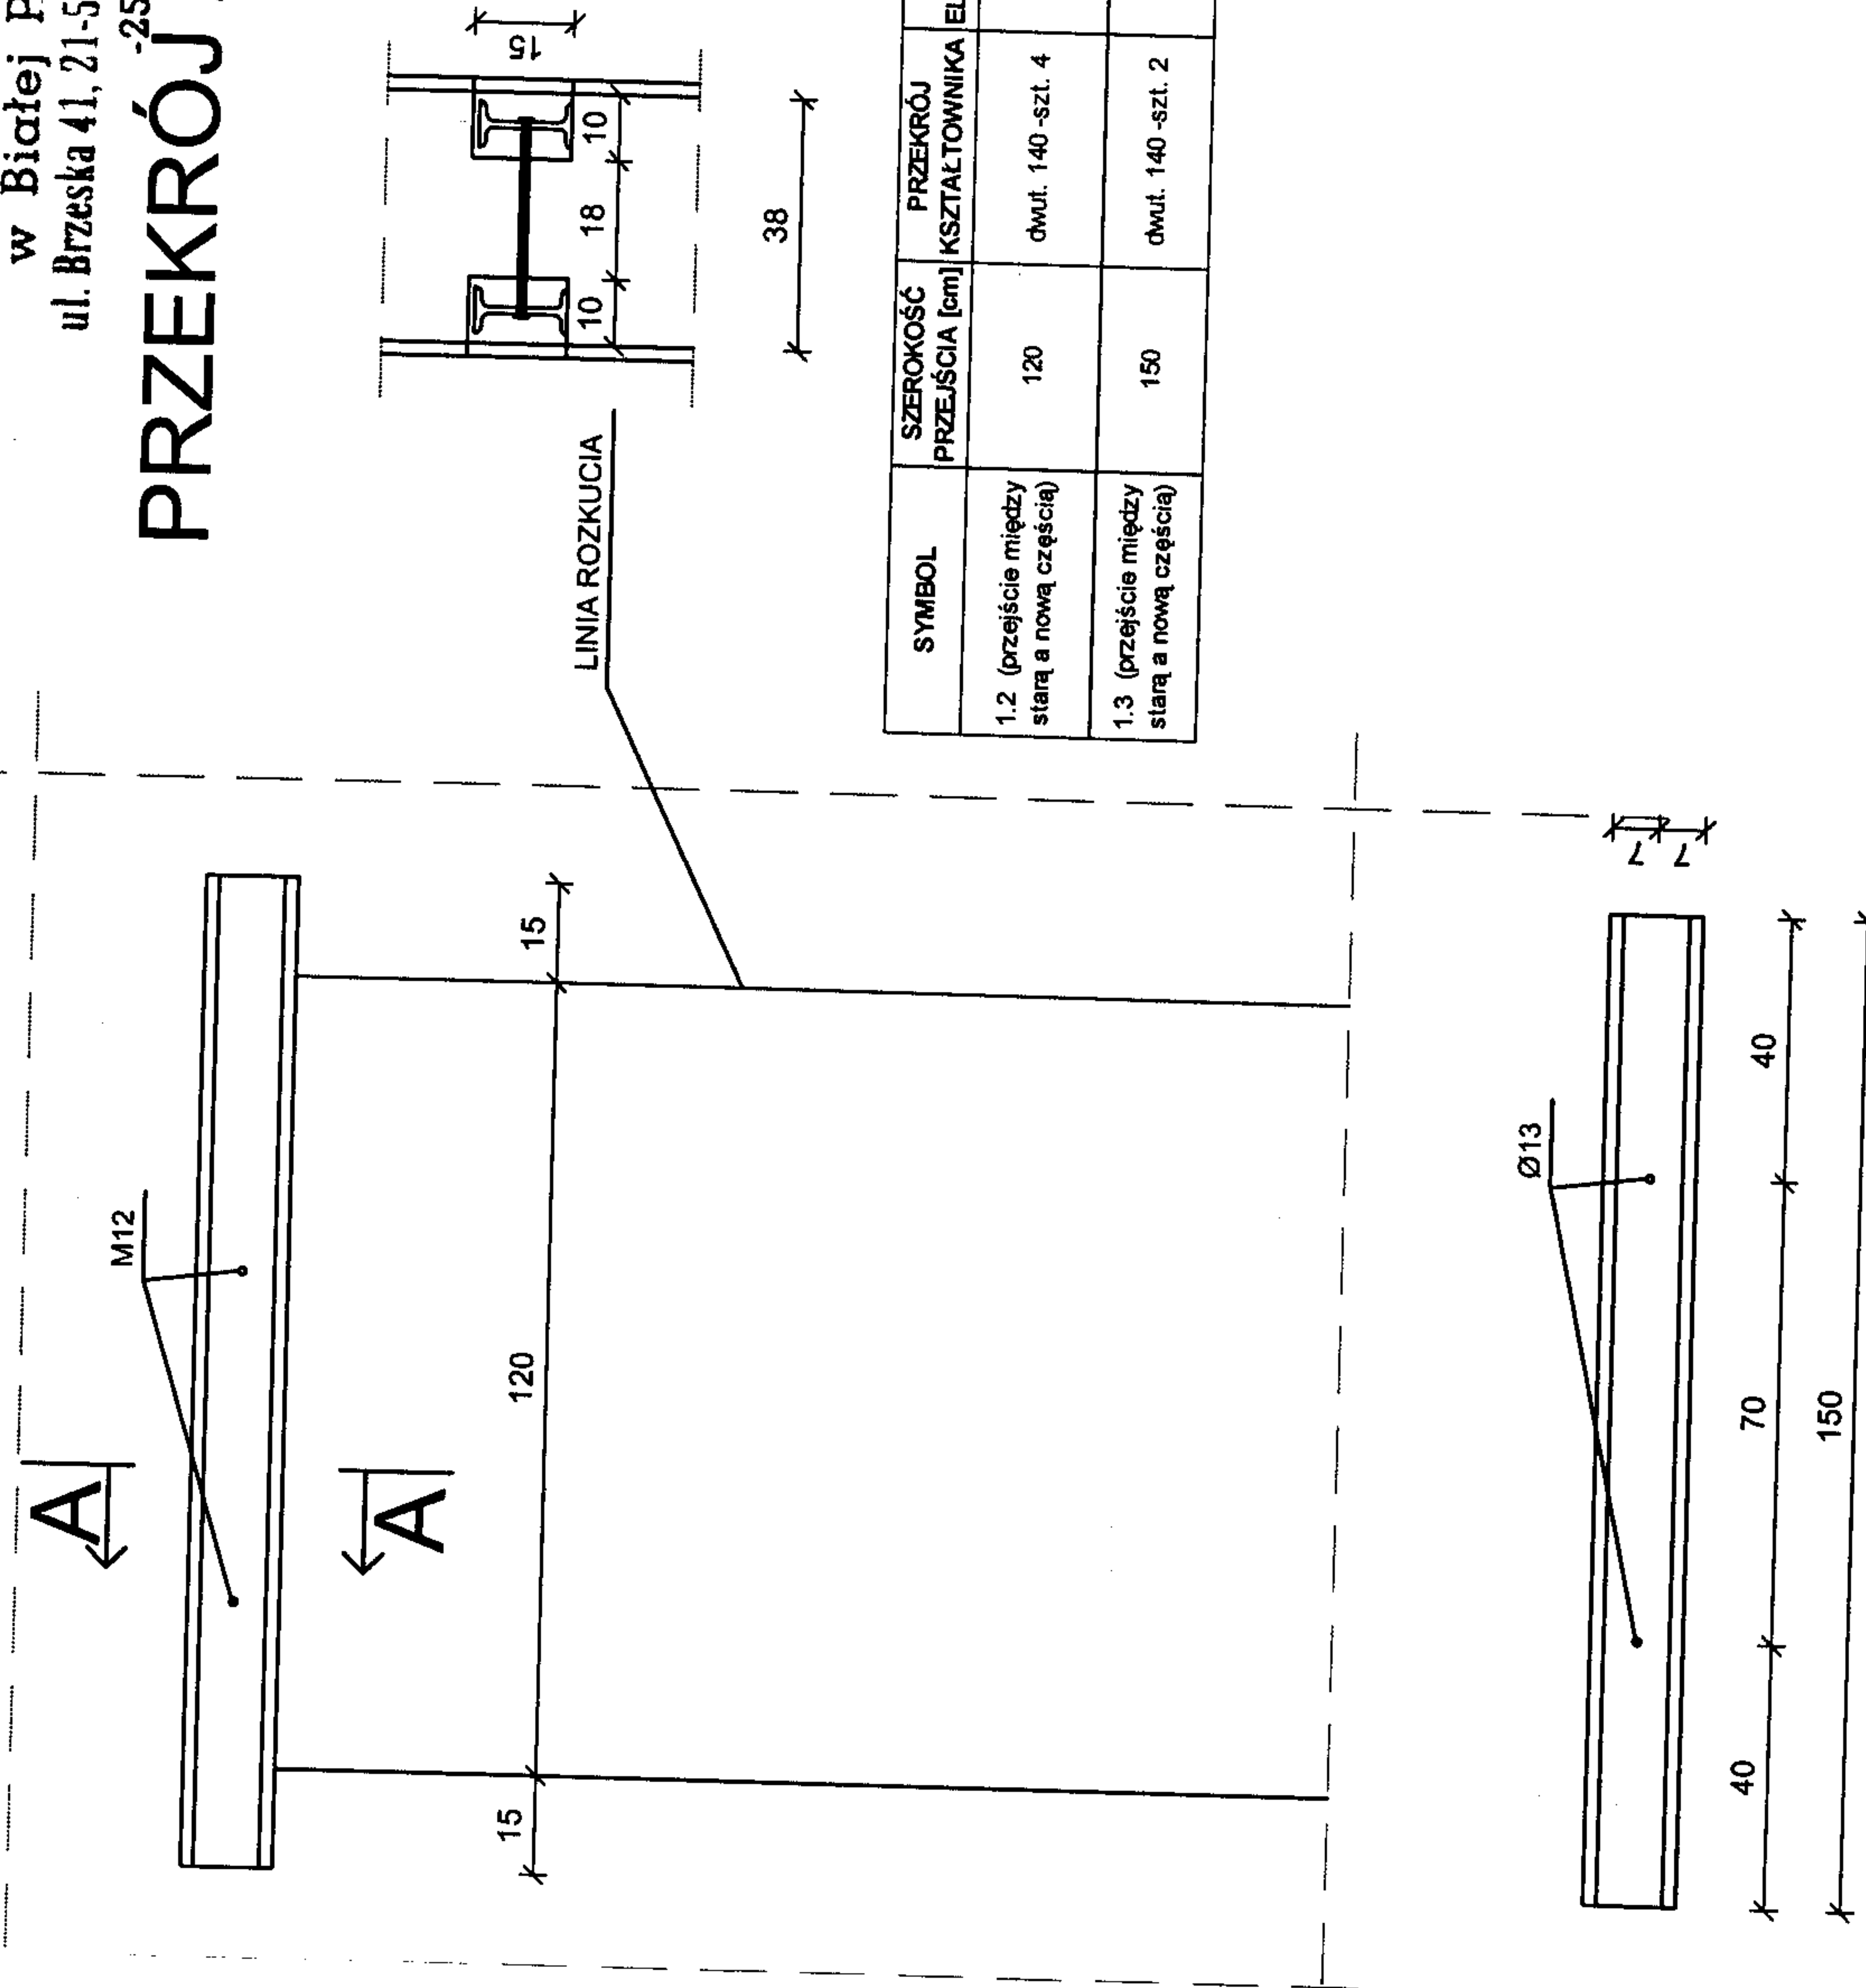 w Białej
ul. Brzeska 41, 21-5
-25
PRZEKRÓJ
15
10
18
10
38
LINIA ROZKUCIA
M12
A
A
15
120
15
SYMBOL
SZEROKOŚĆ
PRZEJŚCIA [cm]
PRZEKRÓJ
KSZTAŁTOWNIKA
1.2 (przejście między
starą a nową częścią)
120
dwut. 140 -szt. 4
1.3 (przejście między
starą a nową częścią)
150
dwut. 140 -szt. 2
Ø13
7
7
40
70
40
150